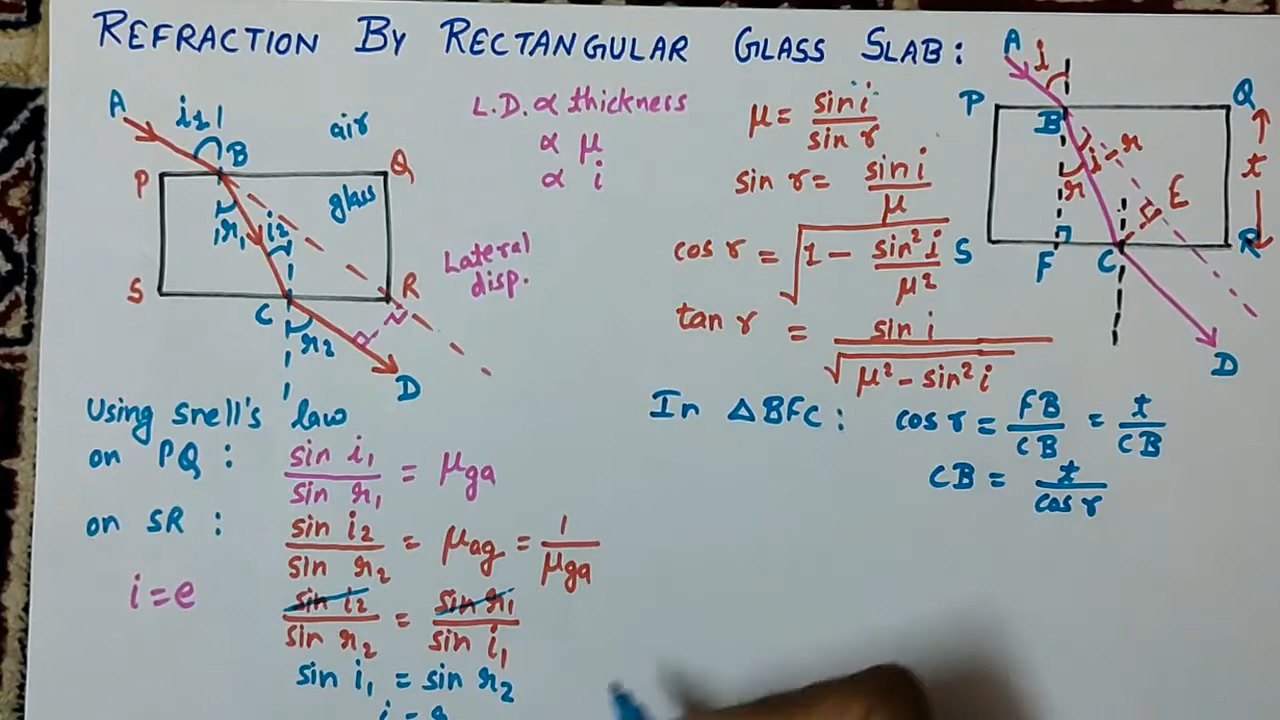 REFRACTION BY RECTANGULAR GLASS SLAB:
A
i₁
air
B
P
Q
glass
r₁
i₂
S
R
C
r₂
D
Lateral
disp.
L.D. α thickness
α μ
α i
μ = sin i / sin r
sin r = sin i / μ
cos r = √(1 - sin² i / μ²)
tan r = sin i / √(μ² - sin² i)
A
i
P
B
Q
i-r
r
t
E
S
F
C
R
D
Using Snell's law
on PQ : sin i₁ / sin r₁ = μga
on SR : sin i₂ / sin r₂ = μag = 1 / μga
i = e
sin i₂ / sin r₂ = sin r₁ / sin i₁
sin i₁ = sin r₂
In △BFC : cos r = FB / CB = t / CB
CB = t / cos r